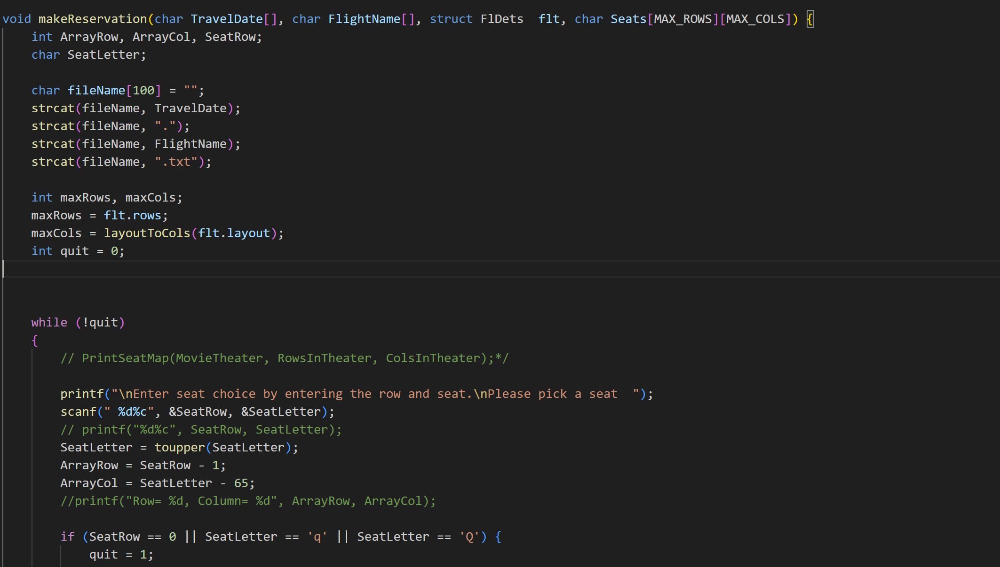 void makeReservation(char TravelDate[], char FlightName[], struct FlDets  flt, char Seats[MAX_ROWS][MAX_COLS]) {
    int ArrayRow, ArrayCol, SeatRow;
    char SeatLetter;

    char fileName[100] = "";
    strcat(fileName, TravelDate);
    strcat(fileName, ".");
    strcat(fileName, FlightName);
    strcat(fileName, ".txt");

    int maxRows, maxCols;
    maxRows = flt.rows;
    maxCols = layoutToCols(flt.layout);
    int quit = 0;

    while (!quit)
    {
        // PrintSeatMap(MovieTheater, RowsInTheater, ColsInTheater);*/

        printf("\nEnter seat choice by entering the row and seat.\nPlease pick a seat  ");
        scanf(" %d%c", &SeatRow, &SeatLetter);
        // printf("%d%c", SeatRow, SeatLetter);
        SeatLetter = toupper(SeatLetter);
        ArrayRow = SeatRow - 1;
        ArrayCol = SeatLetter - 65;
        //printf("Row= %d, Column= %d", ArrayRow, ArrayCol);

        if (SeatRow == 0 || SeatLetter == 'q' || SeatLetter == 'Q') {
            quit = 1;